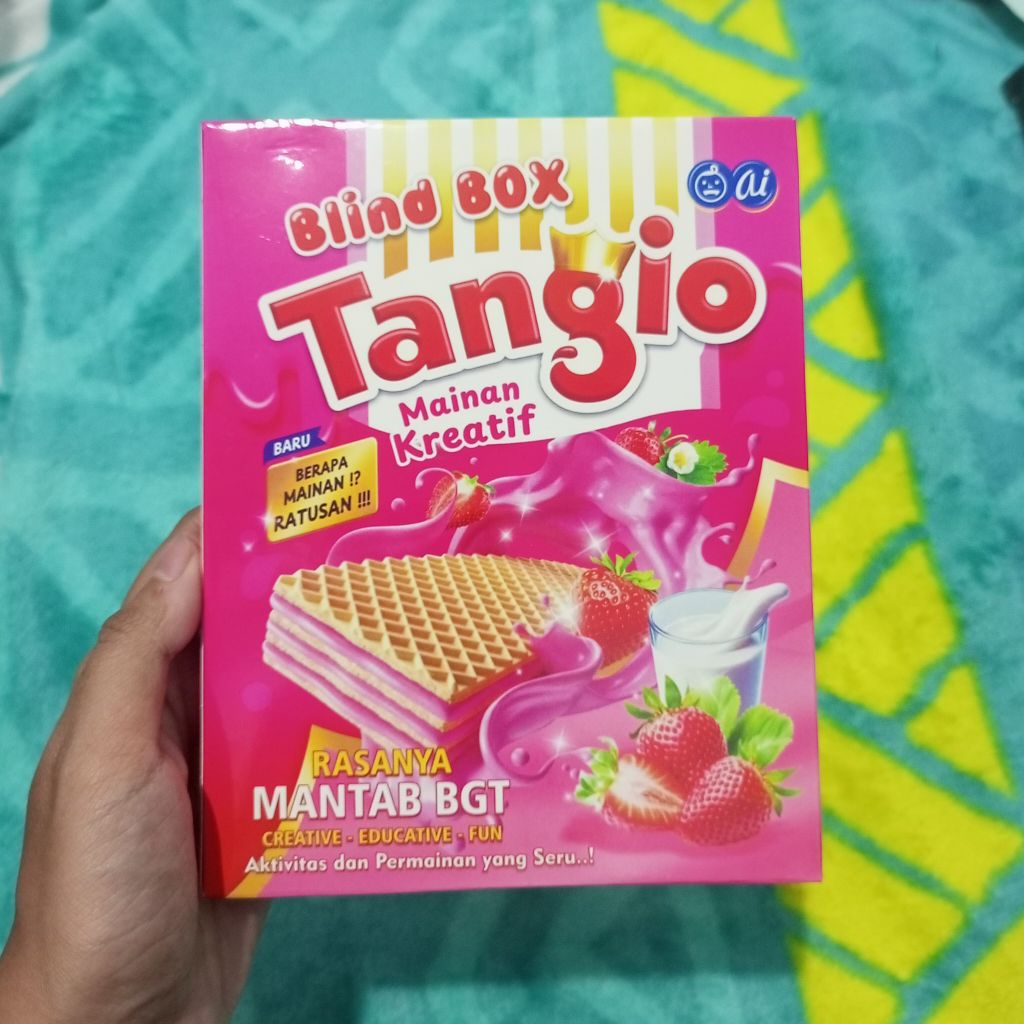 Blind BOX
ai
Tangio
Mainan
Kreatif
BARU
BERAPA
MAINAN !?
RATUSAN !!!
RASANYA
MANTAB BGT
CREATIVE - EDUCATIVE - FUN
Aktivitas dan Permainan yang Seru..!